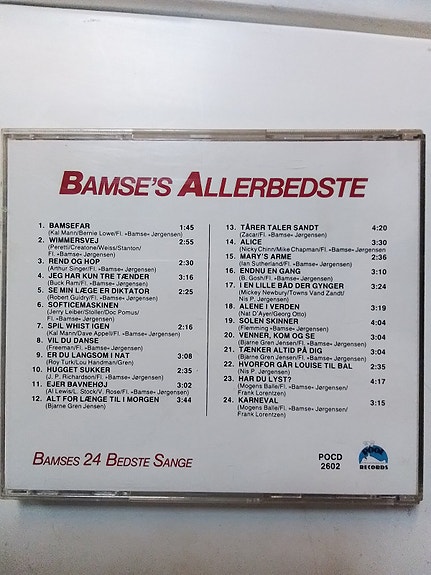 BAMSE'S ALLERBEDSTE
1. BAMSEFAR 1:45
(Kal Mann/Bernie Lowe/Fl. »Bamse« Jørgensen)
2. WIMMERSVEJ 2:55
(Peretti/Creatone/Weiss/Stanton/
Fl. »Bamse« Jørgensen)
3. REND OG HOP 2:30
(Arthur Singer/Fl. »Bamse« Jørgensen)
4. JEG HAR KUN TRE TÆNDER 3:16
(Buck Ram/Fl. »Bamse« Jørgensen)
5. SE MIN LÆGE ER DIKTATOR 2:25
(Robert Guidry/Fl. »Bamse« Jørgensen)
6. SOFTICEMASKINEN
(Jerry Leiber/Stoller/Doc Pomus/
Fl. »Bamse« Jørgensen)
7. SPIL WHIST IGEN 2:16
(Kal Mann/Dave Appell/Fl. »Bamse« Jørgensen)
8. VIL DU DANSE
(Freeman/Fl. »Bamse« Jørgensen)
9. ER DU LANGSOM I NAT 3:08
(Roy Turk/Lou Handman/Gren)
10. HUGGET SUKKER 2:35
(J. P. Richardson/Fl. »Bamse« Jørgensen)
11. EJER BAVNEHØJ 3:02
(Al Lewis/L. Stock/V. Rose/Fl. »Bamse« Jørgensen)
12. ALT FOR LÆNGE TIL I MORGEN 3:44
(Bjarne Gren Jensen)
13. TÅRER TALER SANDT 4:20
(Zacar/Fl. »Bamse« Jørgensen)
14. ALICE 3:30
(Nicky Chinn/Mike Chapman/Fl. »Bamse« Jørgensen)
15. MARY'S ARME 2:36
(Ian Sutherland/Fl. »Bamse« Jørgensen)
16. ENDNU EN GANG 3:10
(B. Gosh/Fl. »Bamse« Jørgensen)
17. I EN LILLE BÅD DER GYNGER 3:24
(Mickey Newbury/Towns Vand Zandt/
Nis P. Jørgensen)
18. ALENE I VERDEN 3:19
(Nat D'Ayer/Georg Otto)
19. SOLEN SKINNER 4:04
(Flemming »Bamse« Jørgensen)
20. VENNER, KOM OG SE 3:04
(Bjarne Gren Jensen/Fl. »Bamse« Jørgensen)
21. TÆNKER ALTID PÅ DIG 3:04
(Bjarne Gren Jensen/Fl. »Bamse« Jørgensen)
22. HVORFOR GÅR LOUISE TIL BAL 2:35
(Nis P. Jørgensen)
23. HAR DU LYST? 4:17
(Mogens Balle/Fl. »Bamse« Jørgensen/
Frank Lorentzen)
24. KARNEVAL 3:15
(Mogens Balle/Fl. »Bamse« Jørgensen/
Frank Lorentzen)
BAMSES 24 BEDSTE SANGE
POCD
2602
RECORDS